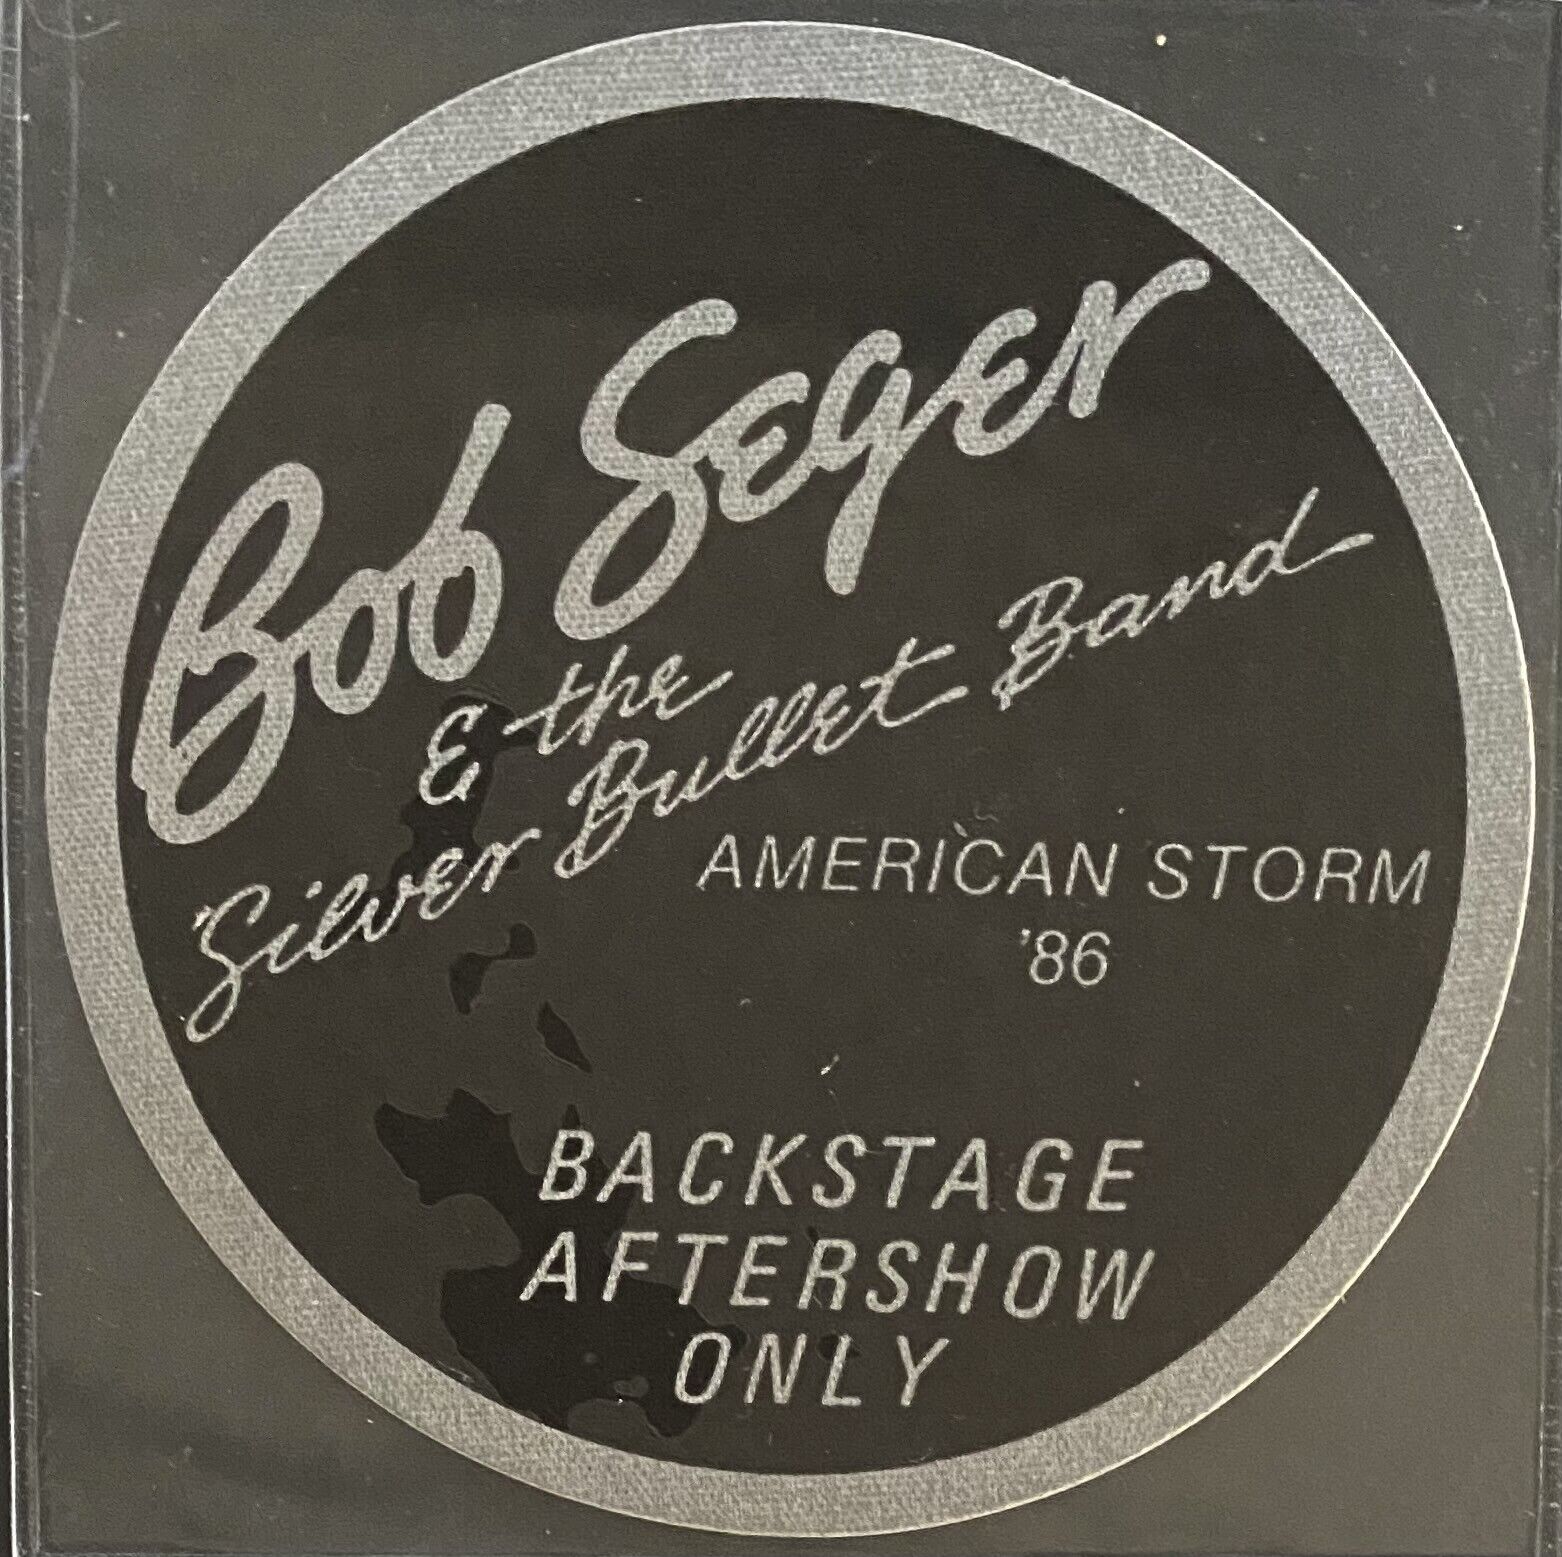 Bob Seger
& the
Silver Bullet Band
AMERICAN STORM
'86
BACKSTAGE
AFTERSHOW
ONLY